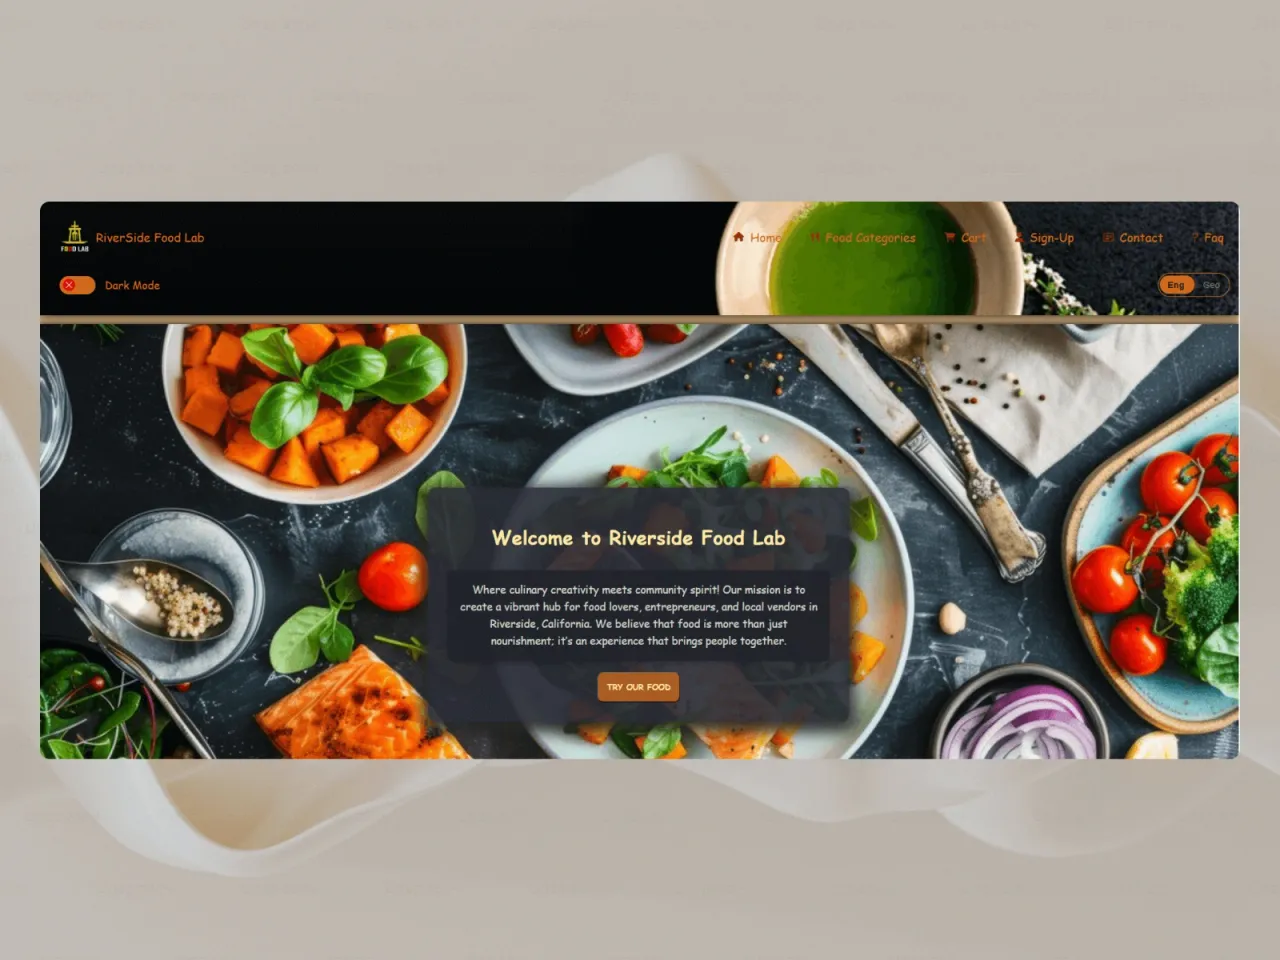 FOOD LAB
RiverSide Food Lab
Home
Food Categories
Cart
Sign-Up
Contact
Faq
Dark Mode
Eng
Geo
Welcome to Riverside Food Lab
Where culinary creativity meets community spirit! Our mission is to
create a vibrant hub for food lovers, entrepreneurs, and local vendors in
Riverside, California. We believe that food is more than just
nourishment; it's an experience that brings people together.
TRY OUR FOOD